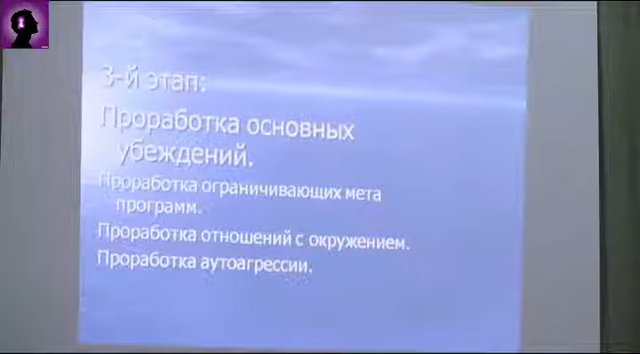 3-й этап:
Проработка основных
убеждений.
Проработка ограничивающих мета
программ.
Проработка отношений с окружением.
Проработка аутоагрессии.